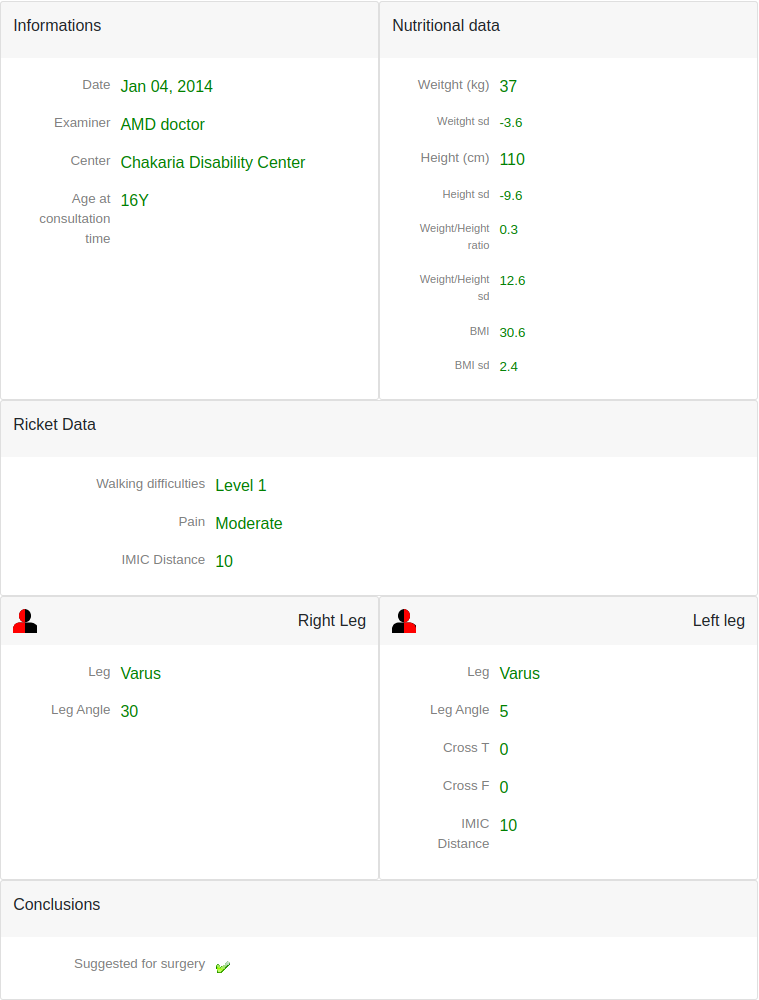 Informations
Date Jan 04, 2014
Examiner AMD doctor
Center Chakaria Disability Center
Age at 16Y
consultation
time
Nutritional data
Weitght (kg) 37
Weitght sd -3.6
Height (cm) 110
Height sd -9.6
Weight/Height 0.3
ratio
Weight/Height 12.6
sd
BMI 30.6
BMI sd 2.4
Ricket Data
Walking difficulties Level 1
Pain Moderate
IMIC Distance 10
Right Leg
Leg Varus
Leg Angle 30
Left leg
Leg Varus
Leg Angle 5
Cross T 0
Cross F 0
IMIC 10
Distance
Conclusions
Suggested for surgery